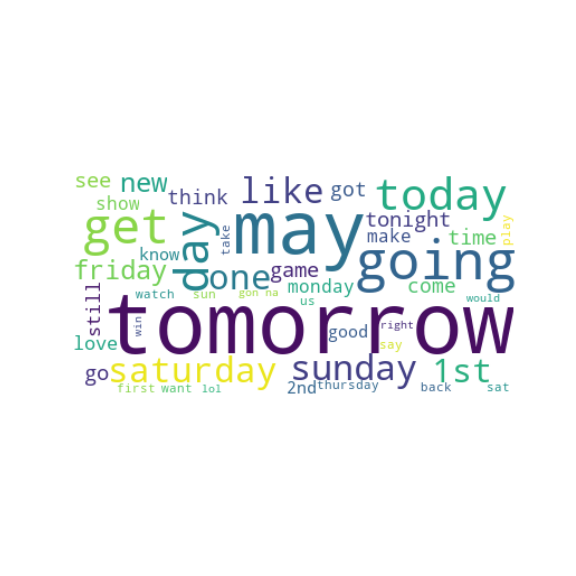 see new think like got today
show
get day take may tonight play
make time
know going
friday one game
still watch sun gon na monday come
us would
tomorrow
win good right
love say
go saturday sunday 1st
first want lol 2nd thursday back sat